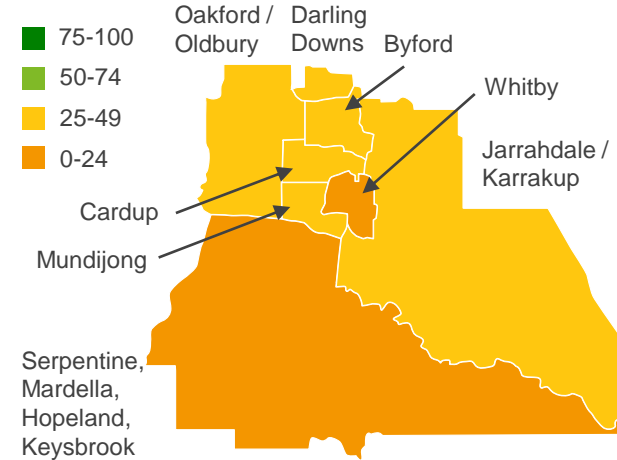 75-100
50-74
25-49
0-24
Oakford /
Oldbury
Darling
Downs
Byford
Whitby
Jarrahdale /
Karrakup
Cardup
Mundijong
Serpentine,
Mardella,
Hopeland,
Keysbrook